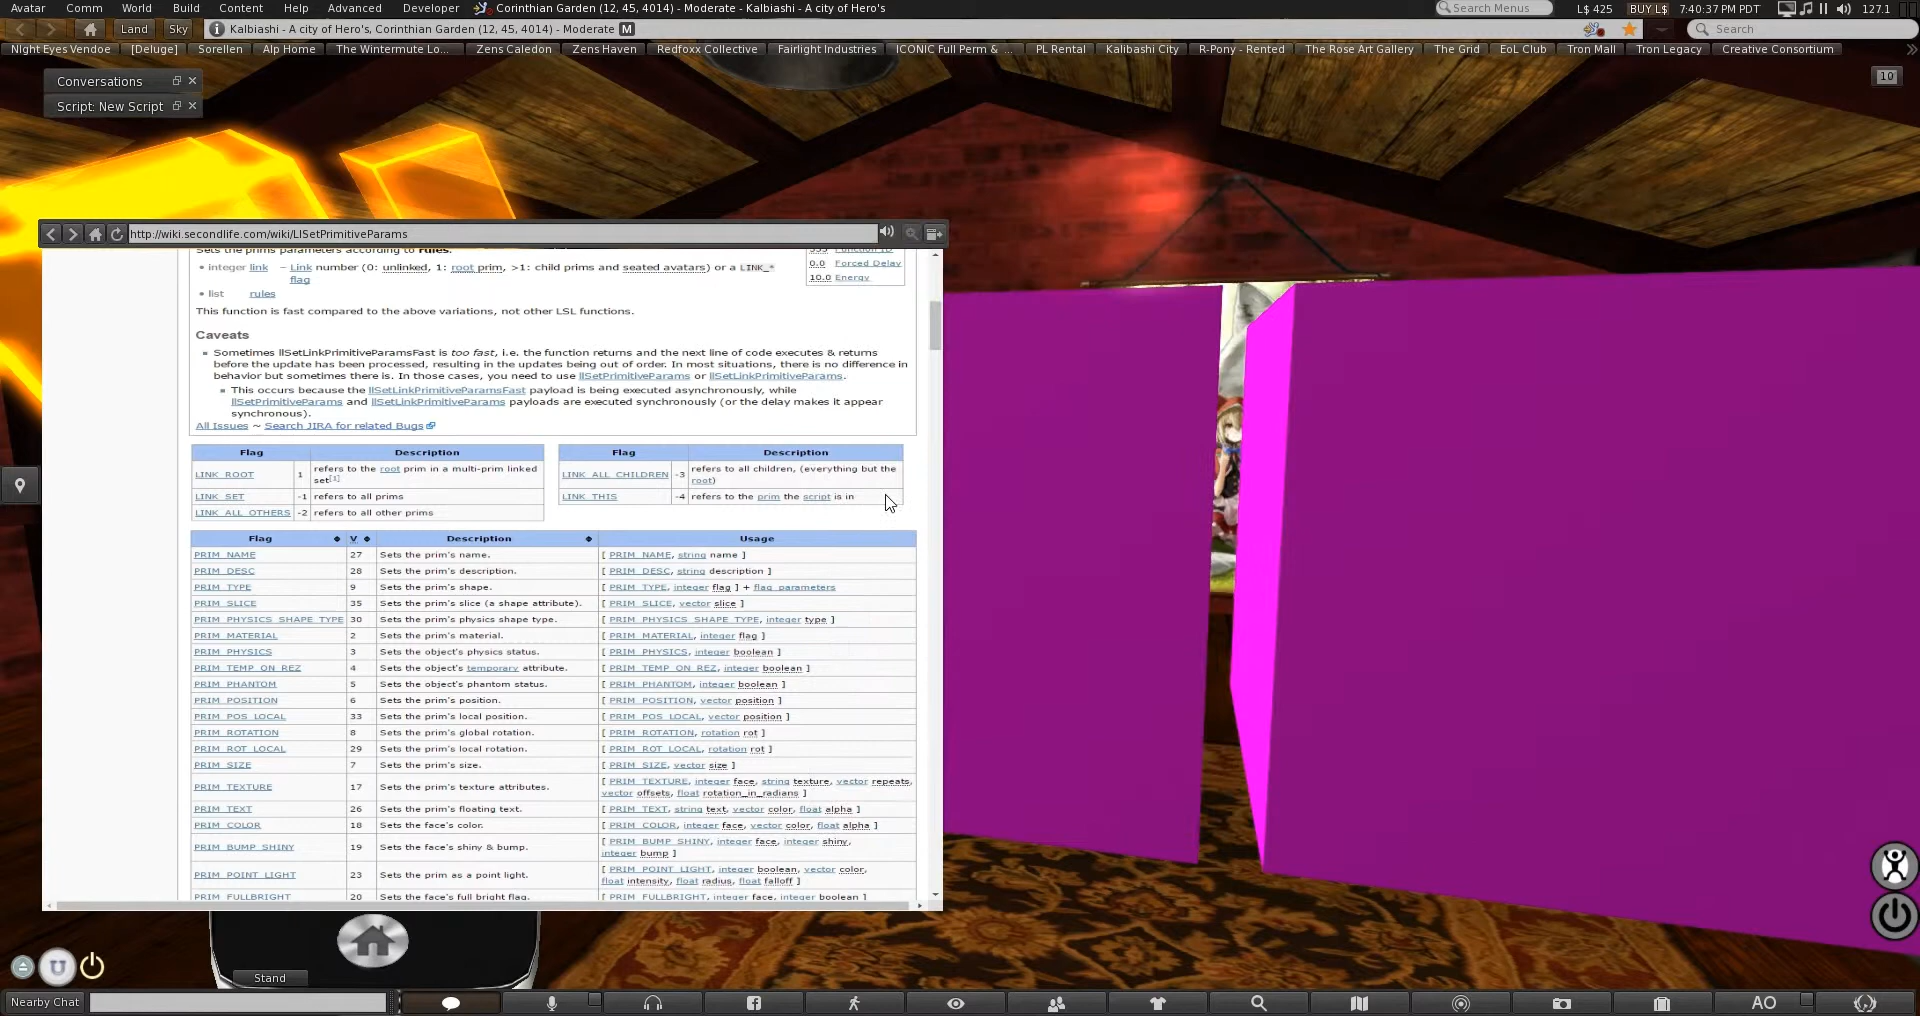 Avatar Comm World Build Content Help Advanced Developer Corinthian Garden (12, 45, 4014) - Moderate - Kalbiashi - A city of Hero's Search Menus L$ 425 BUY L$ 7:40:37 PM PDT 127.1
Land Sky Kalbiashi - A city of Hero's, Corinthian Garden (12, 45, 4014) - Moderate M Search
Night Eyes Vendoe [Deluge] Sorellen Alp Home The Wintermute Lo... Zens Caledon Zens Haven Redfoxx Collective Fairlight Industries ICONIC Full Perm & ... PL Rental Kalibashi City R-Pony - Rented The Rose Art Gallery The Grid EoL Club Tron Mall Tron Legacy Creative Consortium
10
Conversations
Script: New Script
http://wiki.secondlife.com/wiki/LlSetPrimitiveParams
Sets the prims parameters according to Rules.
Function ID
• integer link – Link number (0: unlinked, 1: root prim, >1: child prims and seated avatars) or a LINK_*
flag
0.0 Forced Delay
10.0 Energy
• list rules
This function is fast compared to the above variations, not other LSL functions.
Caveats
Sometimes llSetLinkPrimitiveParamsFast is too fast, i.e. the function returns and the next line of code executes & returns
before the update has been processed, resulting in the updates being out of order. In most situations, there is no difference in
behavior but sometimes there is. In those cases, you need to use llSetPrimitiveParams or llSetLinkPrimitiveParams.
This occurs because the llSetLinkPrimitiveParamsFast payload is being executed asynchronously, while
llSetPrimitiveParams and llSetLinkPrimitiveParams payloads are executed synchronously (or the delay makes it appear
synchronous).
All Issues ~ Search JIRA for related Bugs
Flag Description
LINK_ROOT 1 refers to the root prim in a multi-prim linked
set[1]
LINK_SET -1 refers to all prims
LINK_ALL_OTHERS -2 refers to all other prims
Flag Description
LINK_ALL_CHILDREN -3 refers to all children, (everything but the
root)
LINK_THIS -4 refers to the prim the script is in
Flag V Description Usage
PRIM_NAME 27 Sets the prim's name. [ PRIM_NAME, string name ]
PRIM_DESC 28 Sets the prim's description. [ PRIM_DESC, string description ]
PRIM_TYPE 9 Sets the prim's shape. [ PRIM_TYPE, integer flag ] + flag_parameters
PRIM_SLICE 35 Sets the prim's slice (a shape attribute). [ PRIM_SLICE, vector slice ]
PRIM_PHYSICS_SHAPE_TYPE 30 Sets the prim's physics shape type. [ PRIM_PHYSICS_SHAPE_TYPE, integer type ]
PRIM_MATERIAL 2 Sets the prim's material. [ PRIM_MATERIAL, integer flag ]
PRIM_PHYSICS 3 Sets the object's physics status. [ PRIM_PHYSICS, integer boolean ]
PRIM_TEMP_ON_REZ 4 Sets the object's temporary attribute. [ PRIM_TEMP_ON_REZ, integer boolean ]
PRIM_PHANTOM 5 Sets the object's phantom status. [ PRIM_PHANTOM, integer boolean ]
PRIM_POSITION 6 Sets the prim's position. [ PRIM_POSITION, vector position ]
PRIM_POS_LOCAL 33 Sets the prim's local position. [ PRIM_POS_LOCAL, vector position ]
PRIM_ROTATION 8 Sets the prim's global rotation. [ PRIM_ROTATION, rotation rot ]
PRIM_ROT_LOCAL 29 Sets the prim's local rotation. [ PRIM_ROT_LOCAL, rotation rot ]
PRIM_SIZE 7 Sets the prim's size. [ PRIM_SIZE, vector size ]
PRIM_TEXTURE 17 Sets the prim's texture attributes. [ PRIM_TEXTURE, integer face, string texture, vector repeats,
vector offsets, float rotation_in_radians ]
PRIM_TEXT 26 Sets the prim's floating text. [ PRIM_TEXT, string text, vector color, float alpha ]
PRIM_COLOR 18 Sets the face's color. [ PRIM_COLOR, integer face, vector color, float alpha ]
PRIM_BUMP_SHINY 19 Sets the face's shiny & bump. [ PRIM_BUMP_SHINY, integer face, integer shiny,
integer bump ]
PRIM_POINT_LIGHT 23 Sets the prim as a point light. [ PRIM_POINT_LIGHT, integer boolean, vector color,
float intensity, float radius, float falloff ]
PRIM_FULLBRIGHT 20 Sets the face's full bright flag. [ PRIM_FULLBRIGHT, integer face, integer boolean ]
Stand
Nearby Chat AO